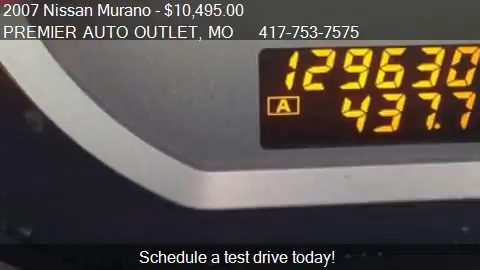 2007 Nissan Murano - $10,495.00
PREMIER AUTO OUTLET, MO 417-753-7575
129630
A 437.7
Schedule a test drive today!